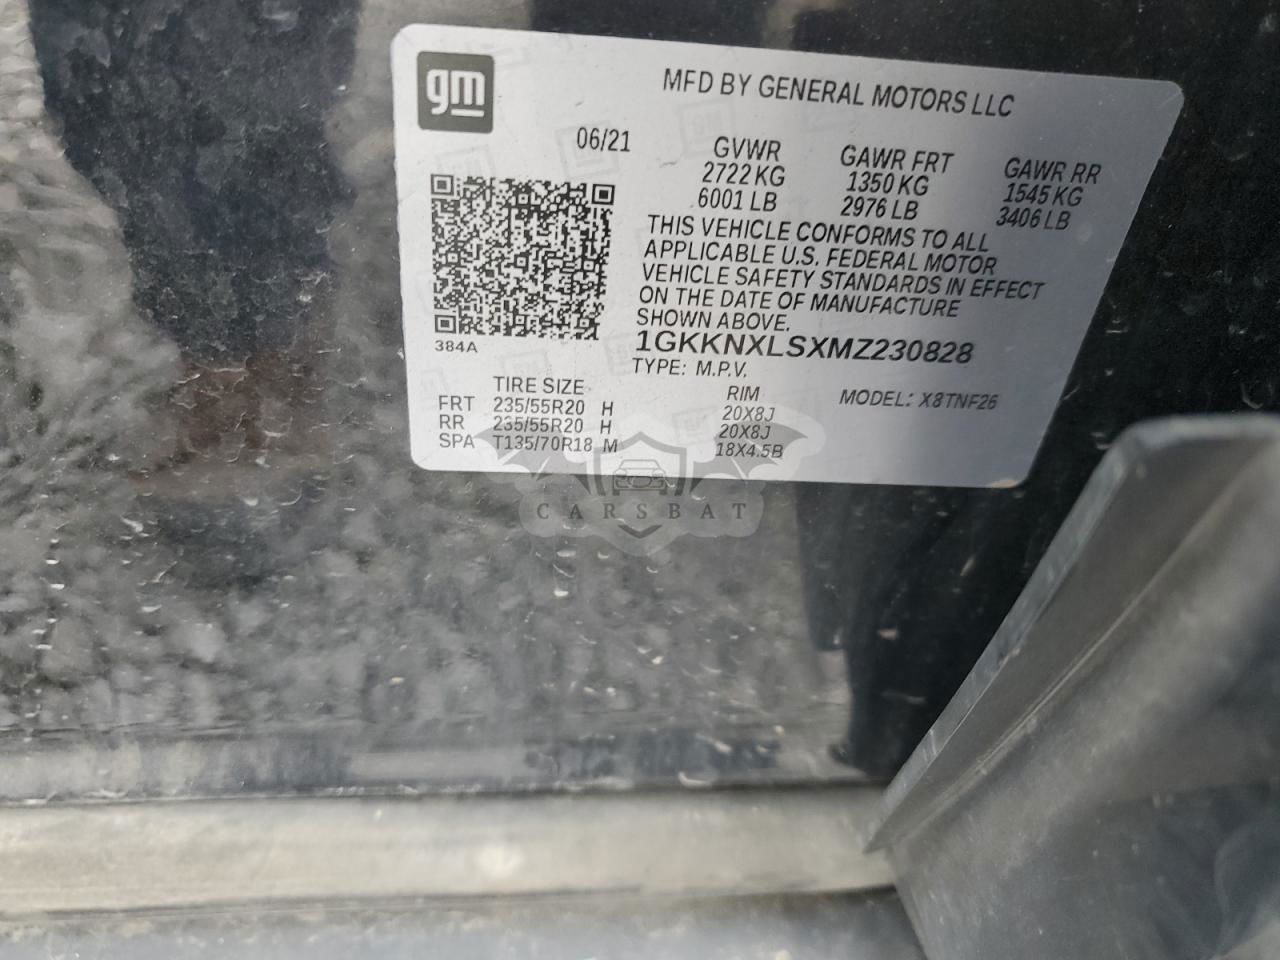 gm
MFD BY GENERAL MOTORS LLC
06/21
GVWR GAWR FRT GAWR RR
2722 KG 1350 KG 1545 KG
6001 LB 2976 LB 3406 LB
THIS VEHICLE CONFORMS TO ALL
APPLICABLE U.S. FEDERAL MOTOR
VEHICLE SAFETY STANDARDS IN EFFECT
ON THE DATE OF MANUFACTURE
SHOWN ABOVE.
384A
1GKKNXLSXMZ230828
TYPE: M.P.V.
MODEL: X8TNF26
TIRE SIZE RIM
FRT 235/55R20 H 20X8J
RR 235/55R20 H 20X8J
SPA T135/70R18 M 18X4.5B
CARSBAT